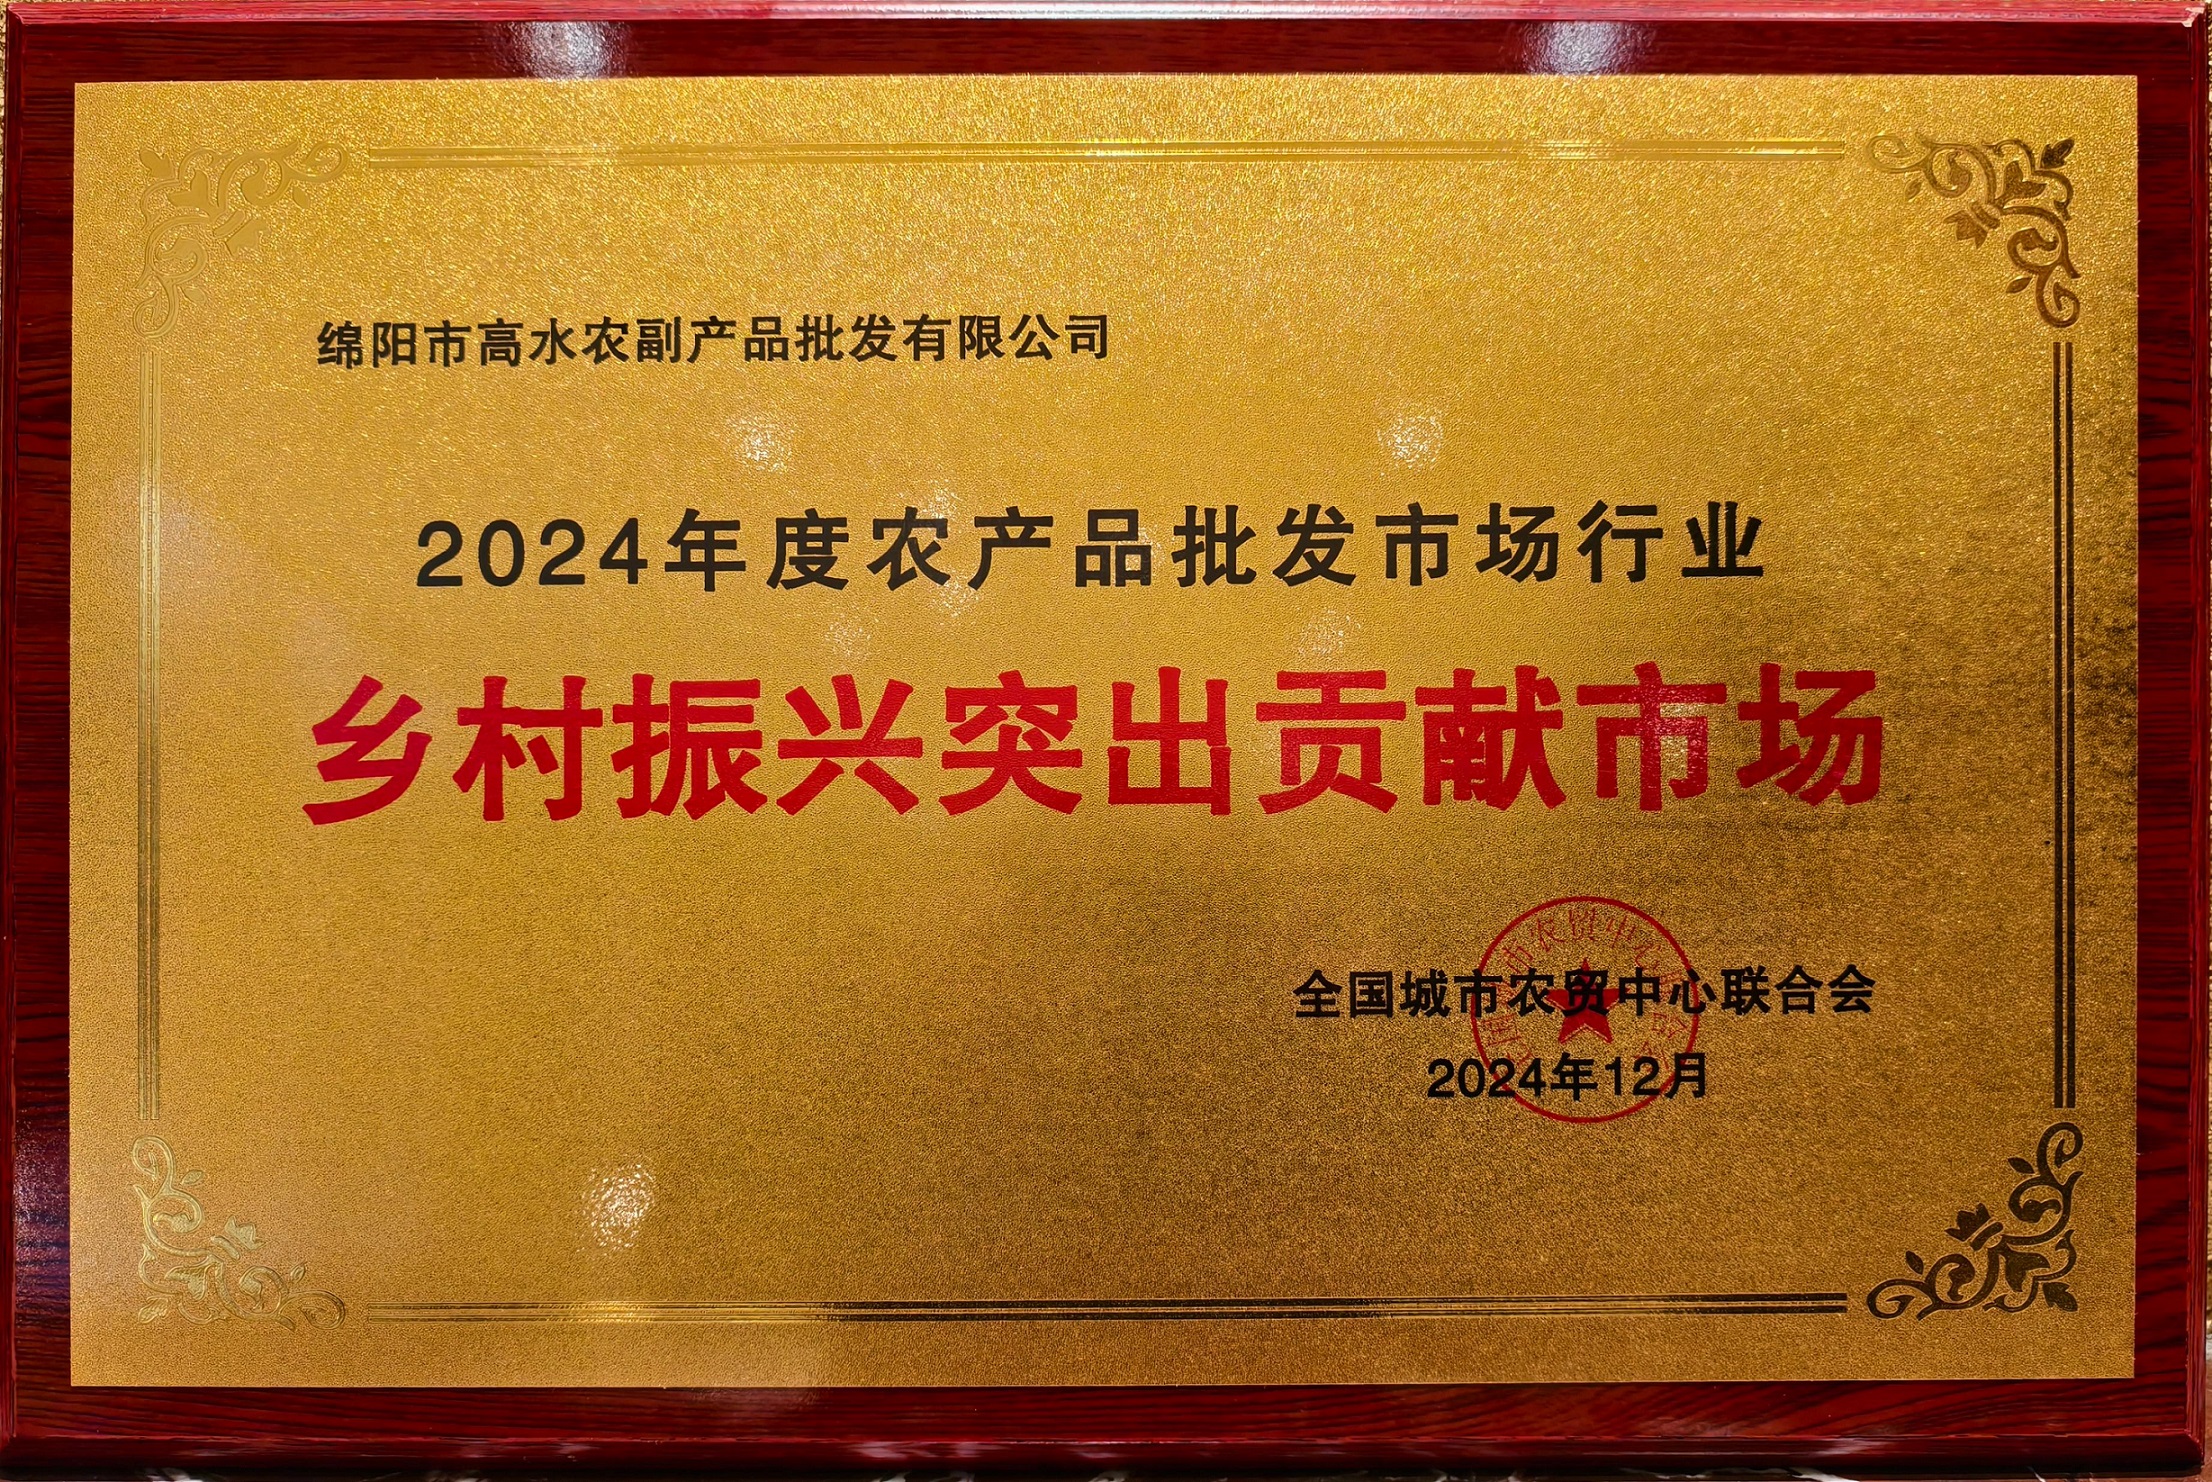 绵阳市高水农副产品批发有限公司
2024年度农产品批发市场行业
乡村振兴突出贡献市场
全国城市农贸中心联合会
2024年12月